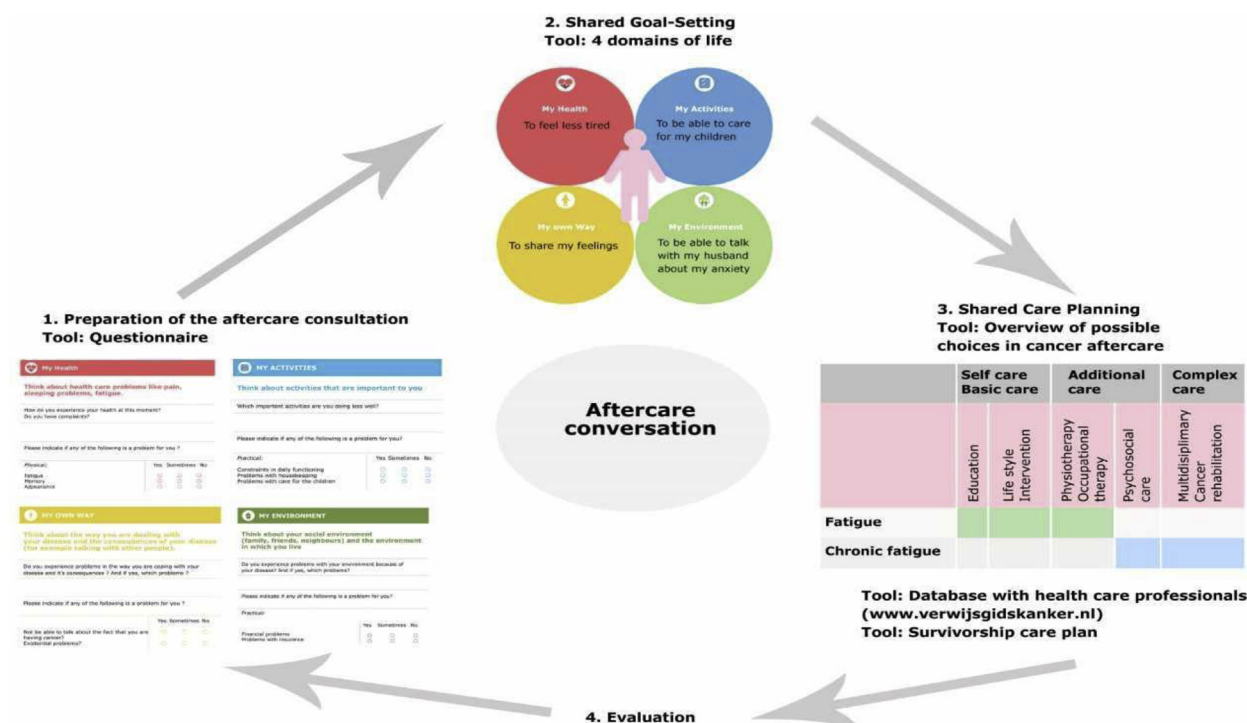 2. Shared Goal-Setting
Tool: 4 domains of life
My Health
To feel less tired
My Activities
To be able to care
for my children
My own Way
To share my feelings
My Environment
To be able to talk
with my husband
about my anxiety
1. Preparation of the aftercare consultation
Tool: Questionnaire
My Health
Think about health care problems like pain,
sleeping problems, fatigue.
How do you experience your health at this moment?
Do you have complaints?
Please indicate if any of the following is a problem for you ?
Physical:
Yes Sometimes No
Fatigue
Memory
Appearance
MY ACTIVITIES
Think about activities that are important to you
Which important activities are you doing less well?
Please indicate if any of the following is a problem for you?
Practical:
Yes Sometimes No
Constraints in daily functioning
Problems with housekeeping
Problems with care for the children
MY OWN WAY
Think about the way you are dealing with
your disease and the consequences of your disease
(for example talking with other people).
Do you experience problems in the way you are coping with your
disease and it's consequences ? And if yes, which problems ?
Please indicate if any of the following is a problem for you ?
Yes Sometimes No
Not be able to talk about the fact that you are
having cancer?
Existential problems?
MY ENVIRONMENT
Think about your social environment
(family, friends, neighbours) and the environment
in which you live
Do you experience problems with your environment because of
your disease? And if yes, which problems?
Please indicate if any of the following is a problem for you?
Practical:
Yes Sometimes No
Financial problems
Problems with insurance
Aftercare
conversation
3. Shared Care Planning
Tool: Overview of possible
choices in cancer aftercare
Self care
Basic care
Additional
care
Complex
care
Education
Life style
Intervention
Physiotherapy
Occupational
therapy
Psychosocial
care
Multidisiplimary
Cancer
rehabilitation
Fatigue
Chronic fatigue
Tool: Database with health care professionals
(www.verwijsgidskanker.nl)
Tool: Survivorship care plan
4. Evaluation